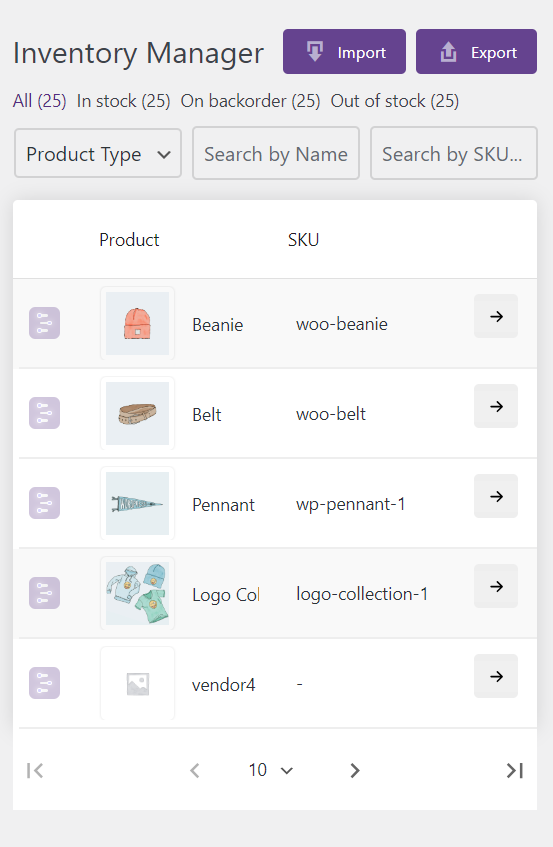 Inventory Manager Import Export
All (25) In stock (25) On backorder (25) Out of stock (25)
Product Type Search by Name Search by SKU...
Product SKU
Beanie woo-beanie
Belt woo-belt
Pennant wp-pennant-1
Logo Col logo-collection-1
vendor4 -
10